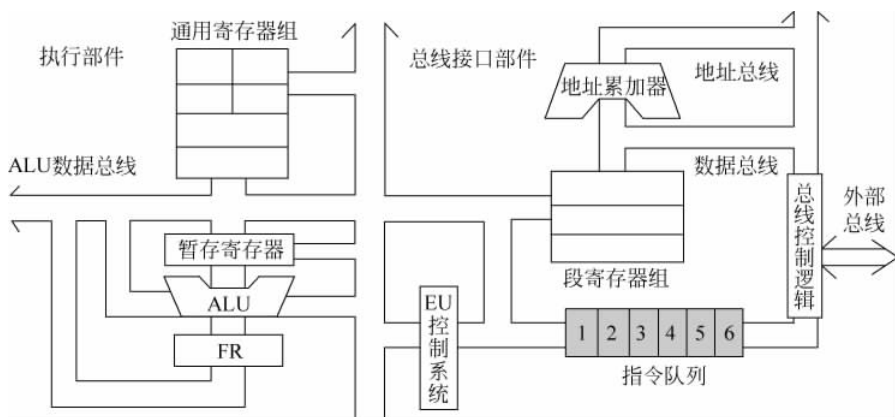 通用寄存器组
执行部件
总线接口部件
地址累加器
地址总线
ALU数据总线
数据总线
总线控制逻辑
外部
总线
暂存寄存器
段寄存器组
ALU
EU
控制系统
FR
1 2 3 4 5 6
指令队列